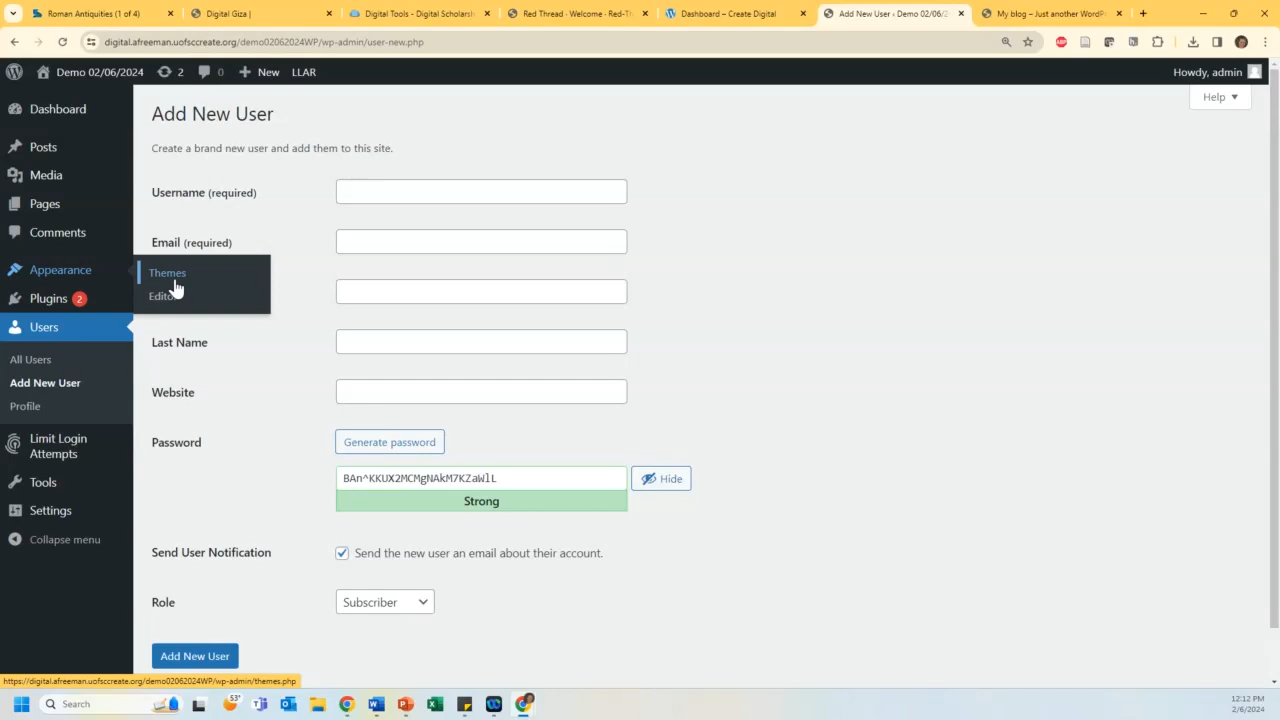 Roman Antiquities (1 of 4)
Digital Giza |
Digital Tools - Digital Scholarsh
Red Thread - Welcome - Red-Th
Dashboard – Create Digital
Add New User ‹ Demo 02/06/2
My blog – Just another WordP
digital.afreeman.uofsccreate.org/demo02062024WP/wp-admin/user-new.php
Demo 02/06/2024
2
0
New
LLAR
Howdy, admin
Help
Dashboard
Posts
Media
Pages
Comments
Appearance
Plugins 2
Users
All Users
Add New User
Profile
Limit Login
Attempts
Tools
Settings
Collapse menu
Themes
Add New User
Create a brand new user and add them to this site.
Username (required)
Email (required)
Last Name
Website
Password
Generate password
BAn^KKUX2MCMgNAkM7KZaWlL
Hide
Strong
Send User Notification
Send the new user an email about their account.
Role
Subscriber
Add New User
https://digital.afreeman.uofsccreate.org/demo02062024WP/wp-admin/themes.php
Search
53°
12:12 PM
2/6/2024